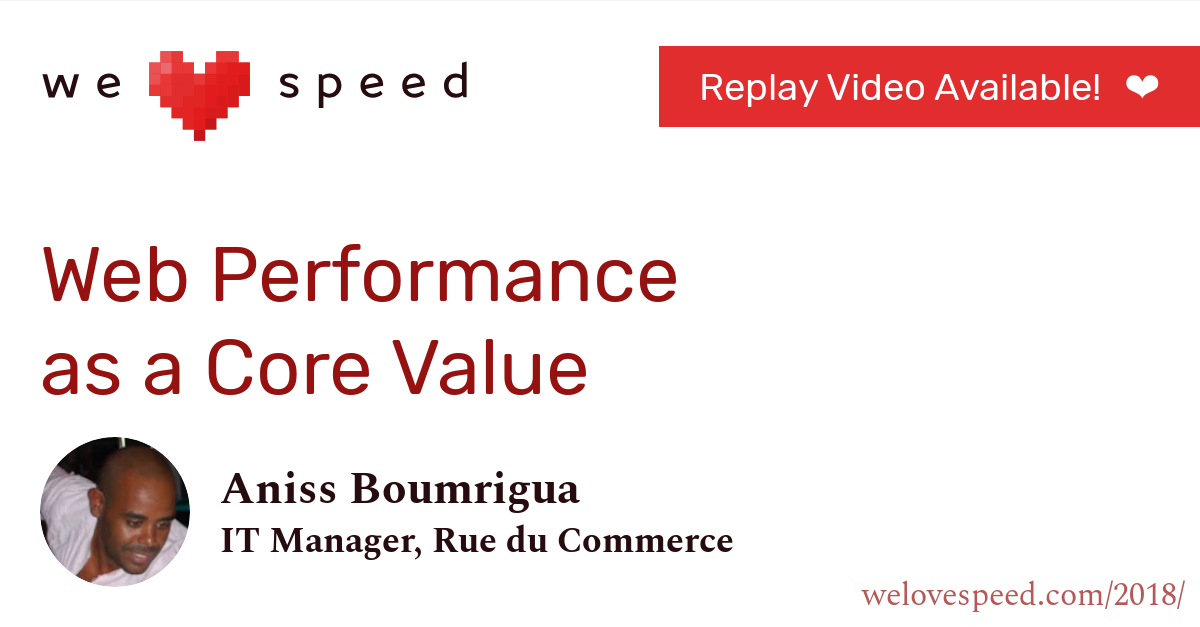 we speed
Replay Video Available! ❤
Web Performance
as a Core Value
Aniss Boumrigua
IT Manager, Rue du Commerce
welovespeed.com/2018/